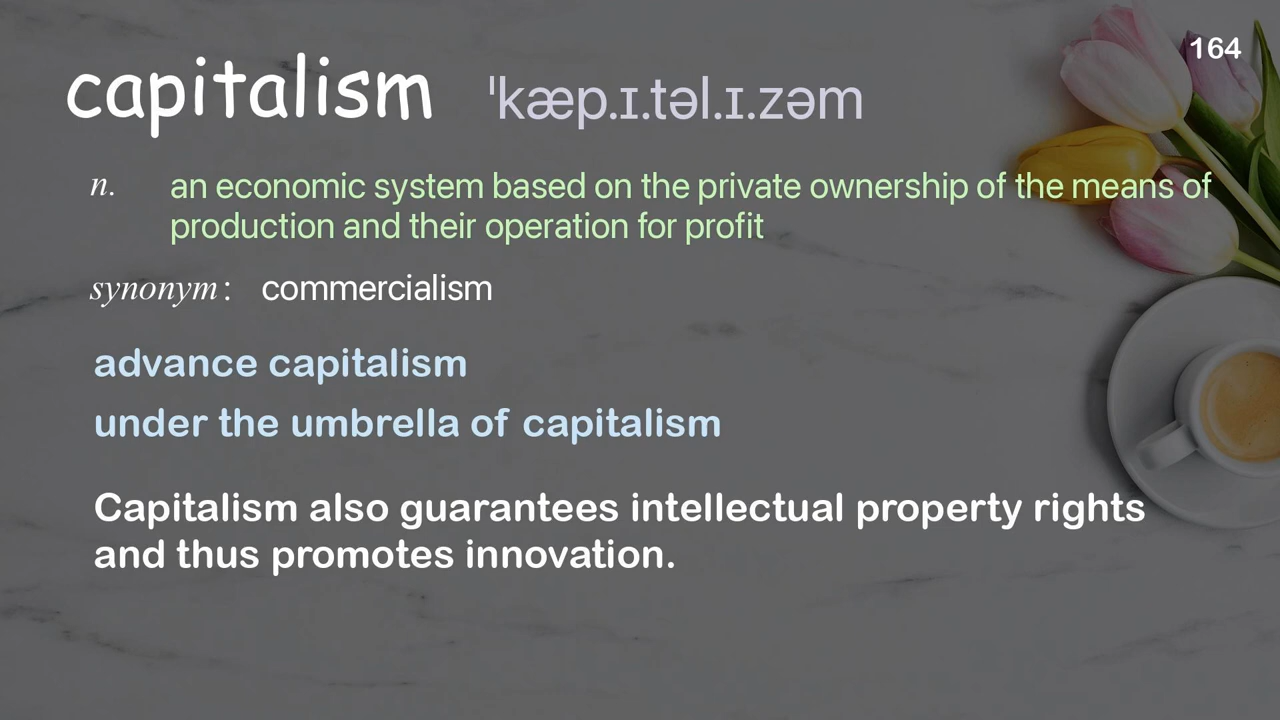 164
capitalism ˈkæp.ɪ.təl.ɪ.zəm
n. an economic system based on the private ownership of the means of
production and their operation for profit
synonym: commercialism
advance capitalism
under the umbrella of capitalism
Capitalism also guarantees intellectual property rights
and thus promotes innovation.